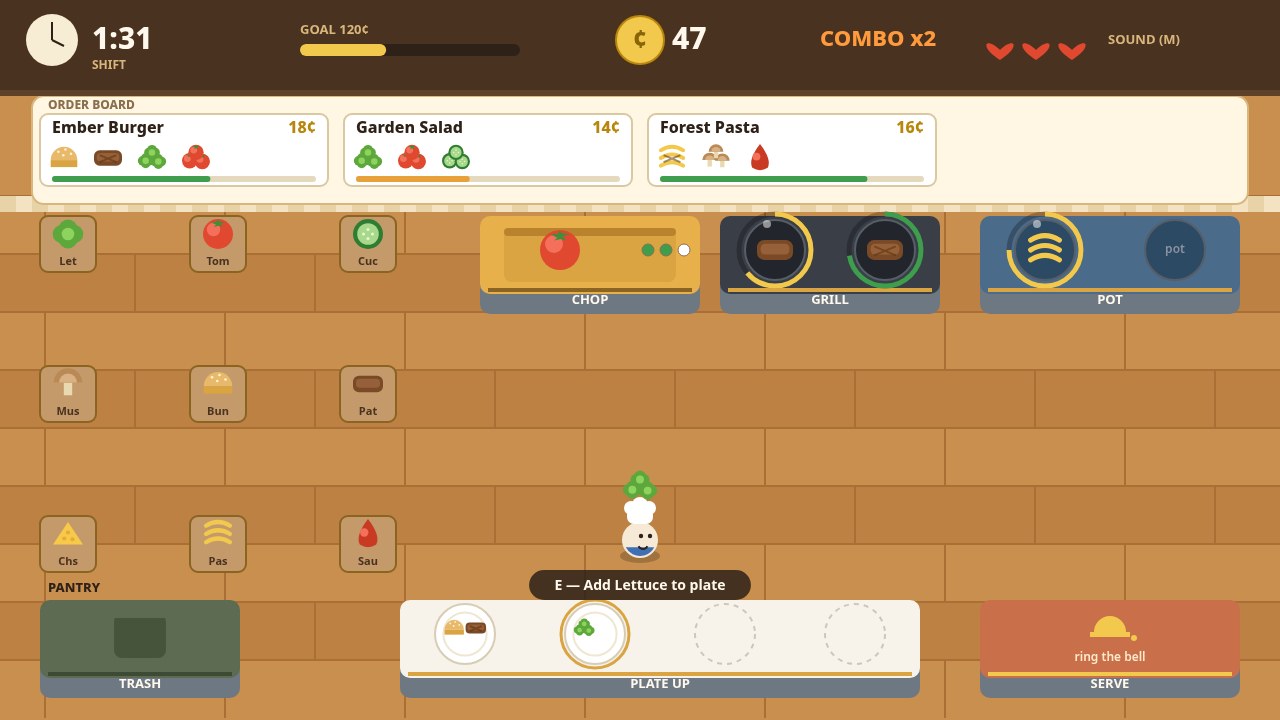 1:31
SHIFT
GOAL 120¢
¢ 47
COMBO x2
SOUND (M)
ORDER BOARD
Ember Burger 18¢
Garden Salad 14¢
Forest Pasta 16¢
Let
Tom
Cuc
CHOP
GRILL
pot
POT
Mus
Bun
Pat
Chs
Pas
Sau
PANTRY
E — Add Lettuce to plate
TRASH
PLATE UP
ring the bell
SERVE